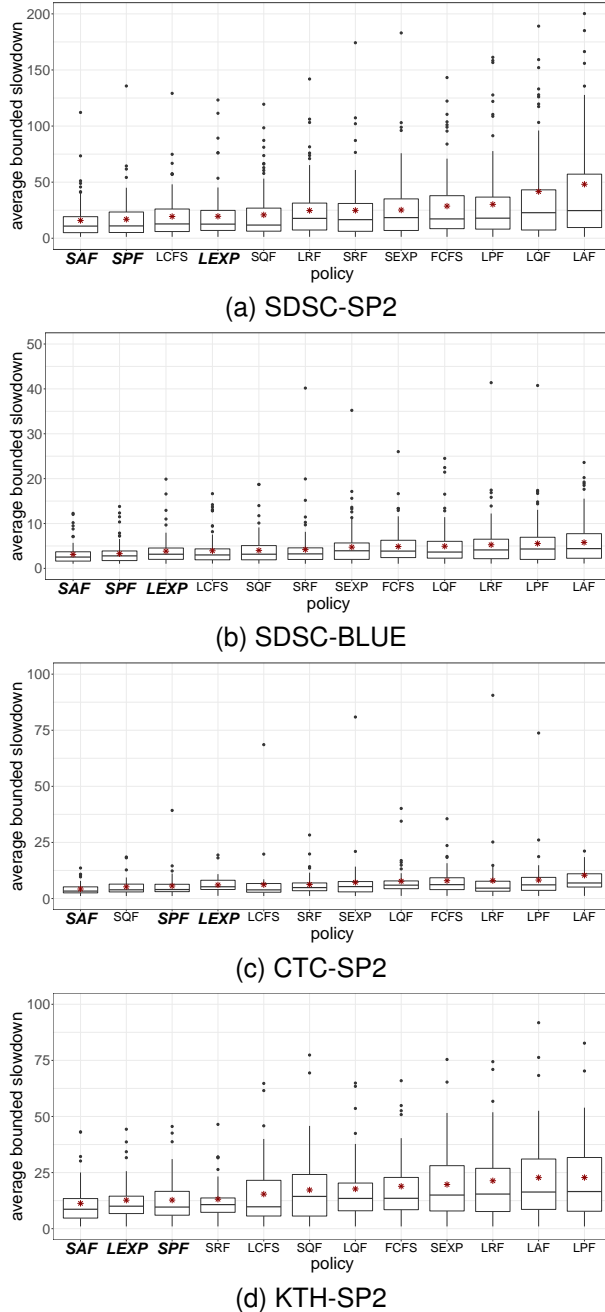 200
150
100
50
0
average bounded slowdown
SAF SPF LCFS LEXP SQF LRF SRF SEXP FCFS LPF LQF LAF
policy
(a) SDSC-SP2
50
40
30
20
10
0
average bounded slowdown
SAF SPF LEXP LCFS SQF SRF SEXP FCFS LQF LRF LPF LAF
policy
(b) SDSC-BLUE
100
75
50
25
0
average bounded slowdown
SAF SQF SPF LEXP LCFS SRF SEXP LQF FCFS LRF LPF LAF
policy
(c) CTC-SP2
100
75
50
25
0
average bounded slowdown
SAF LEXP SPF SRF LCFS SQF LQF FCFS SEXP LRF LAF LPF
policy
(d) KTH-SP2